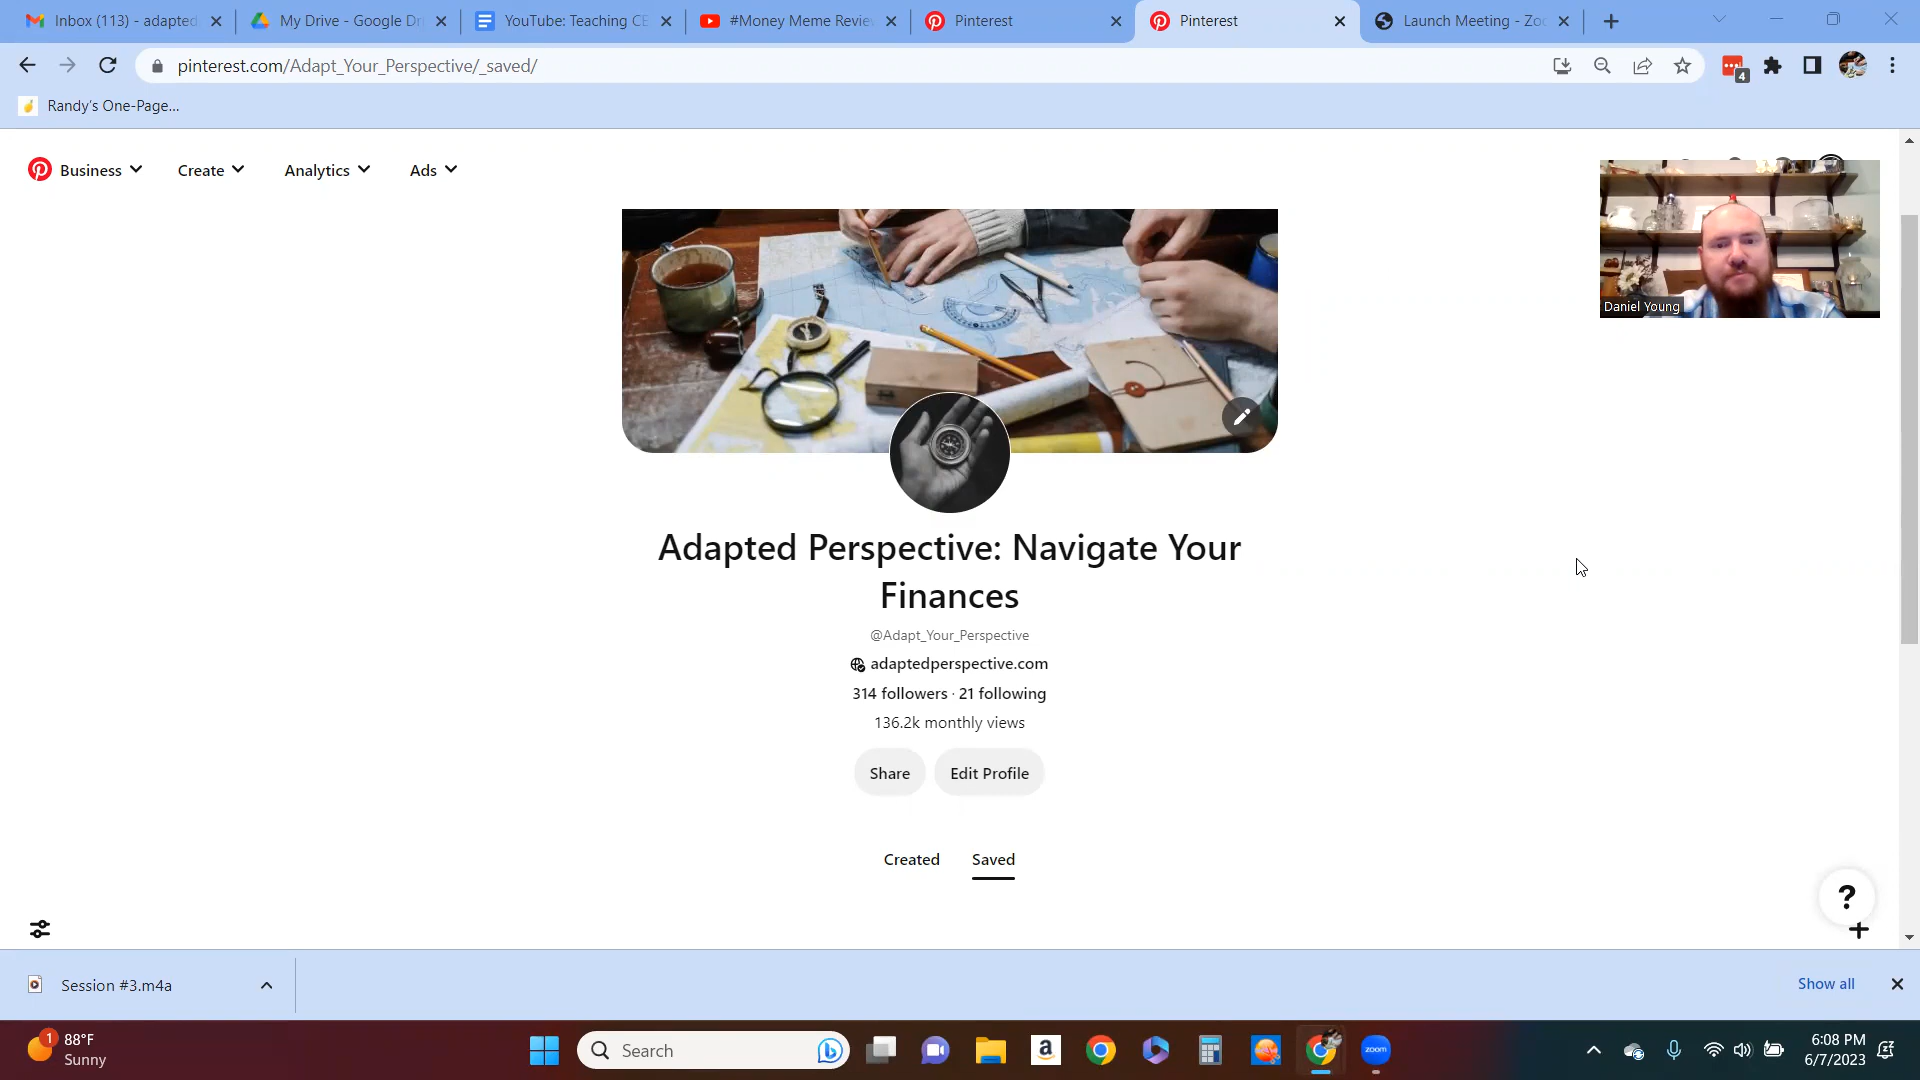 Inbox (113) - adapted
My Drive - Google Dr
YouTube: Teaching CE
#Money Meme Revie
Pinterest
Pinterest
Launch Meeting - Zoo
pinterest.com/Adapt_Your_Perspective/_saved/
4
Randy's One-Page...
Business
Create
Analytics
Ads
Daniel Young
Adapted Perspective: Navigate Your
Finances
@Adapt_Your_Perspective
adaptedperspective.com
314 followers · 21 following
136.2k monthly views
Share
Edit Profile
Created
Saved
?
Session #3.m4a
Show all
1
88°F
Sunny
Search
a
zoom
6:08 PM
6/7/2023